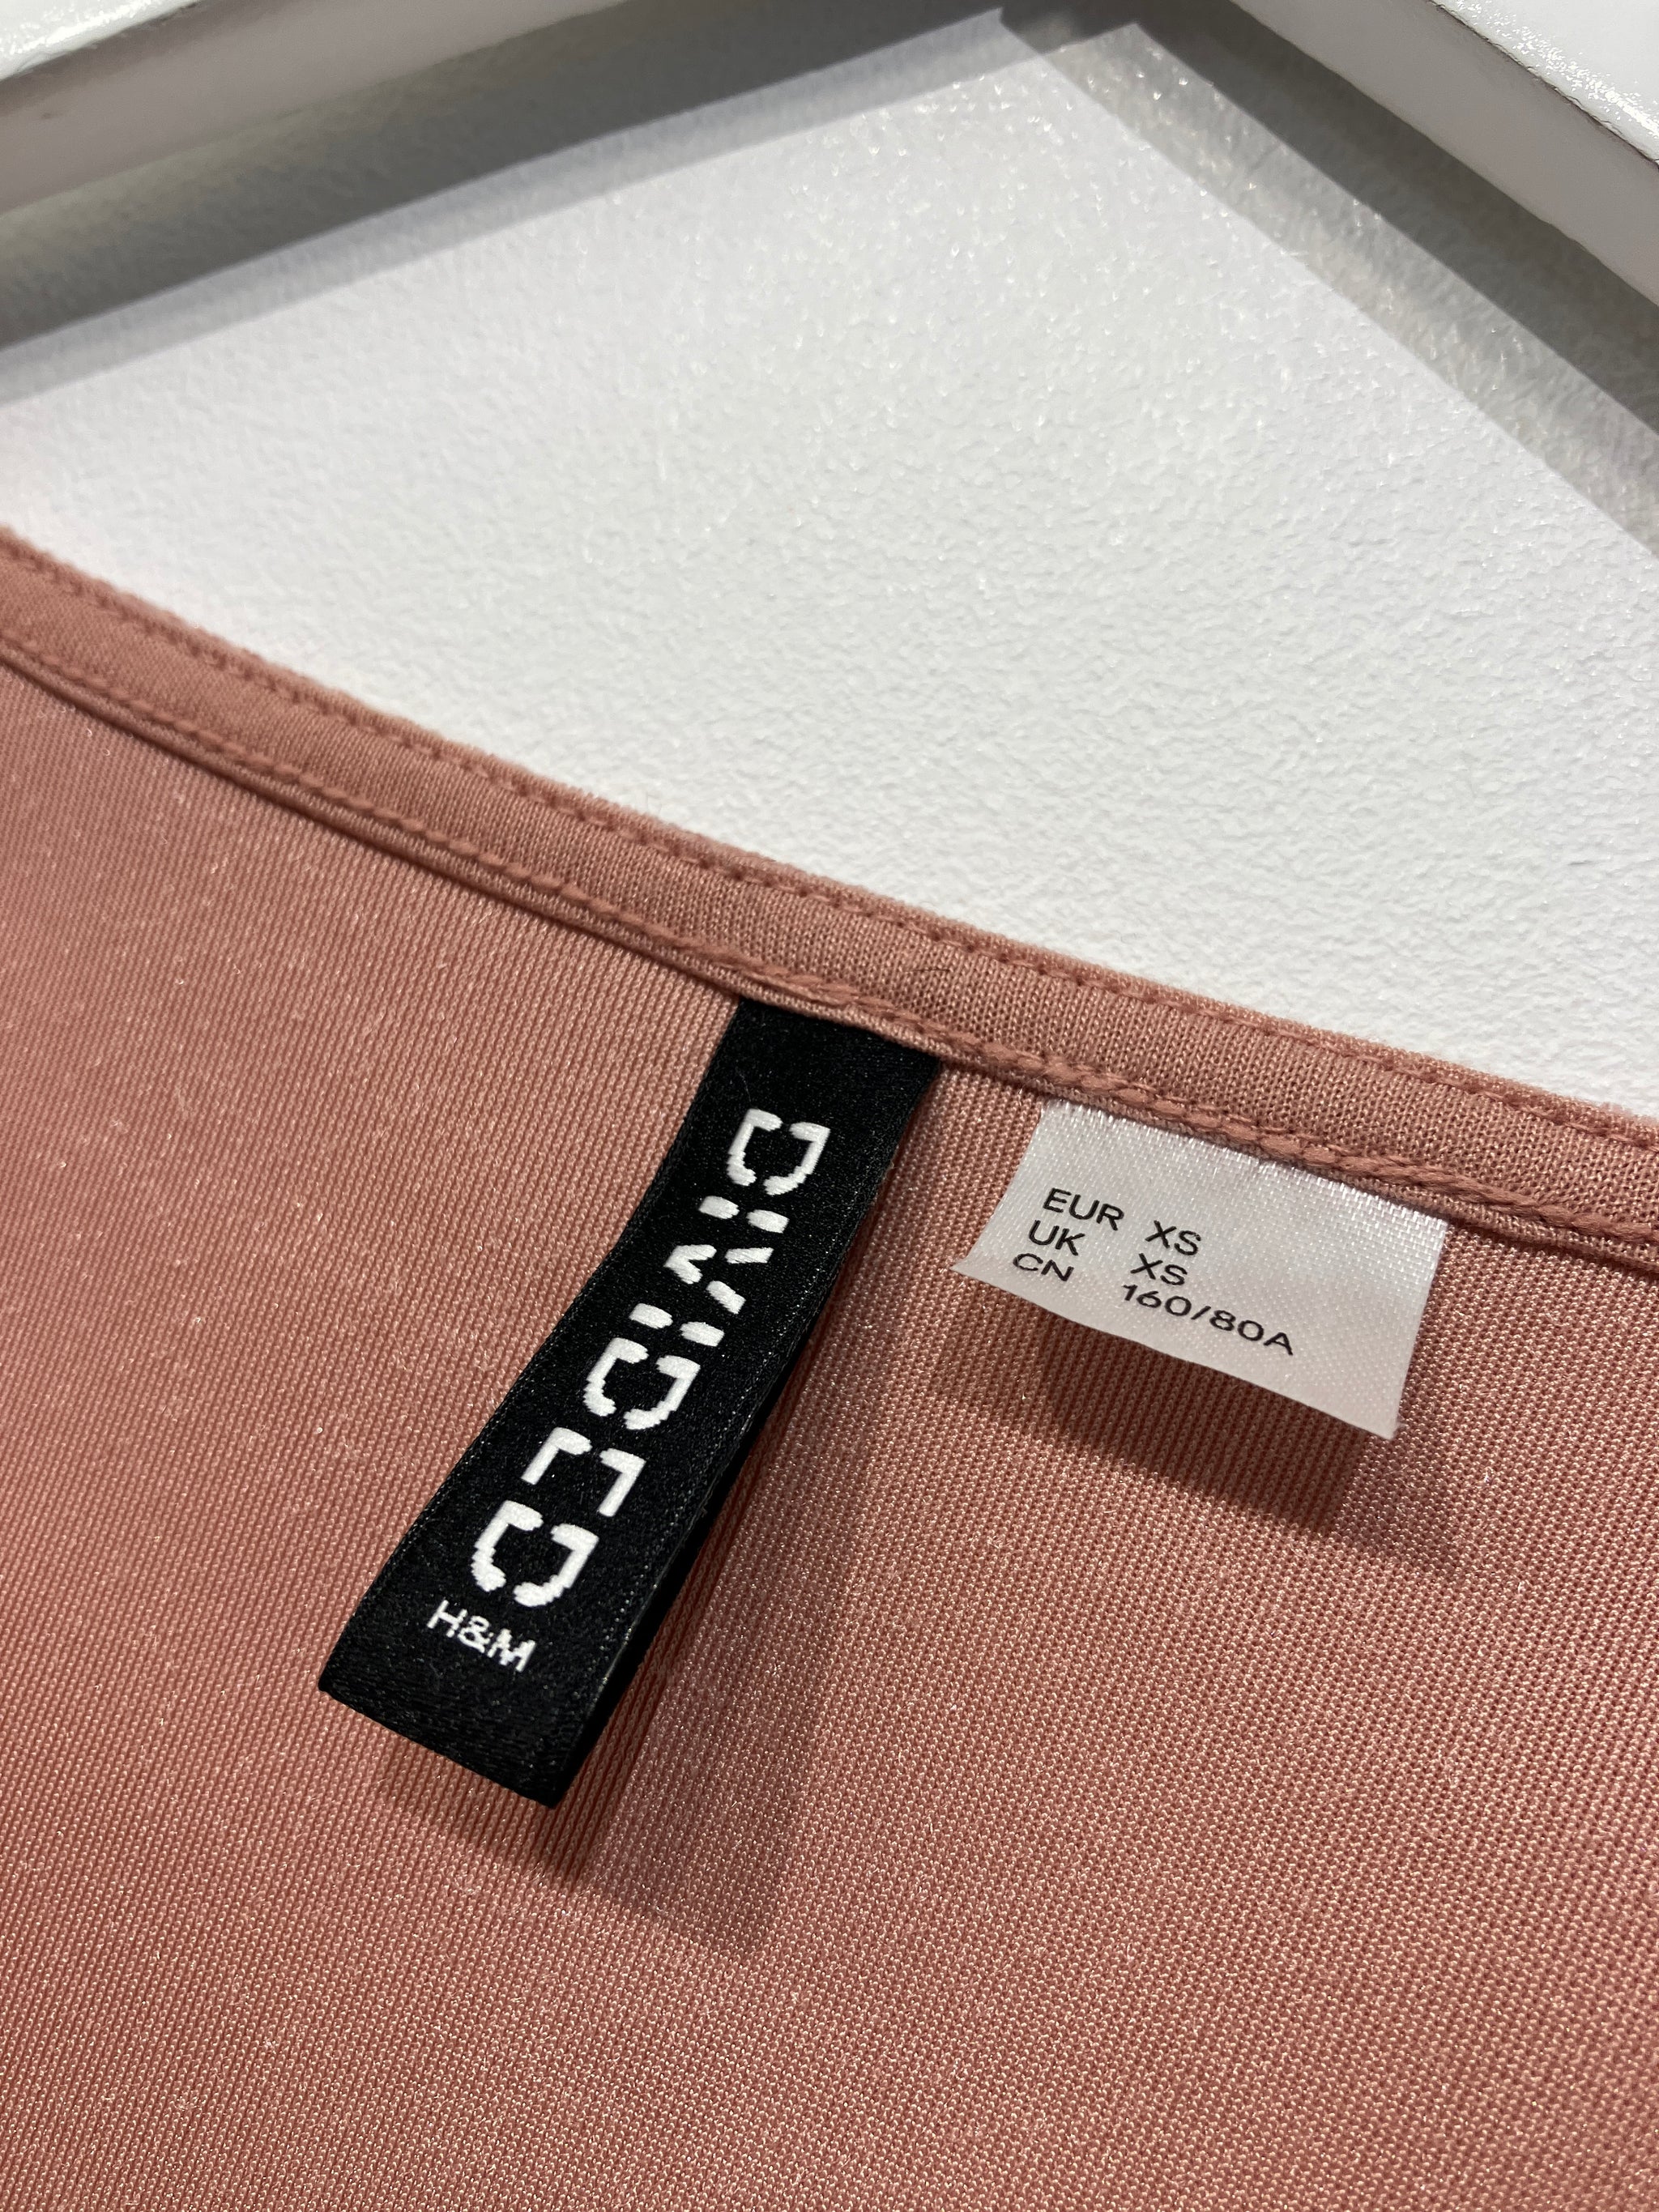 DIVIDED
H&M
EUR XS
UK XS
CN 160/80A